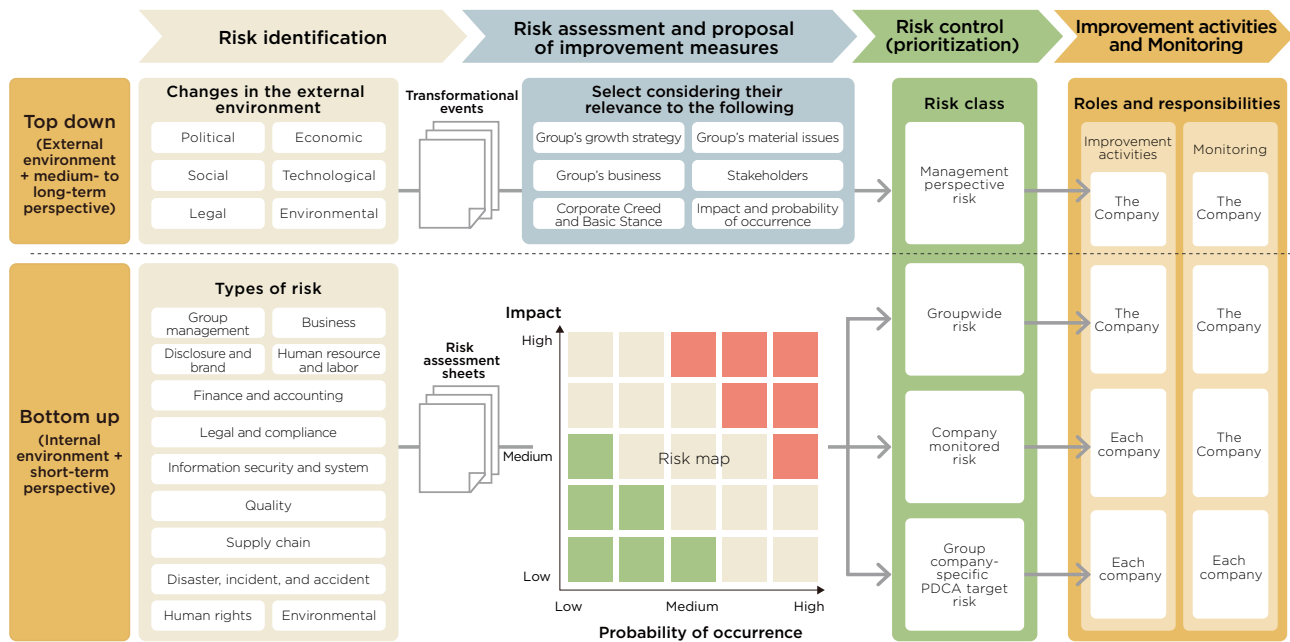 Risk identification
Risk assessment and proposal
of improvement measures
Risk control
(prioritization)
Improvement activities
and Monitoring
Top down
(External
environment
+ medium- to
long-term
perspective)
Changes in the external
environment
Political
Economic
Social
Technological
Legal
Environmental
Transformational
events
Select considering their
relevance to the following
Group's growth strategy
Group's material issues
Group's business
Stakeholders
Corporate Creed
and Basic Stance
Impact and probability
of occurrence
Risk class
Management
perspective
risk
Roles and responsibilities
Improvement
activities
Monitoring
The
Company
The
Company
Bottom up
(Internal
environment +
short-term
perspective)
Types of risk
Group
management
Business
Disclosure and
brand
Human resource
and labor
Finance and accounting
Legal and compliance
Information security and system
Quality
Supply chain
Disaster, incident, and accident
Human rights
Environmental
Risk
assessment
sheets
Impact
High
Medium
Low
Risk map
Low
Medium
High
Probability of occurrence
Groupwide
risk
The
Company
The
Company
Company
monitored
risk
Each
company
The
Company
Group
company-
specific
PDCA target
risk
Each
company
Each
company